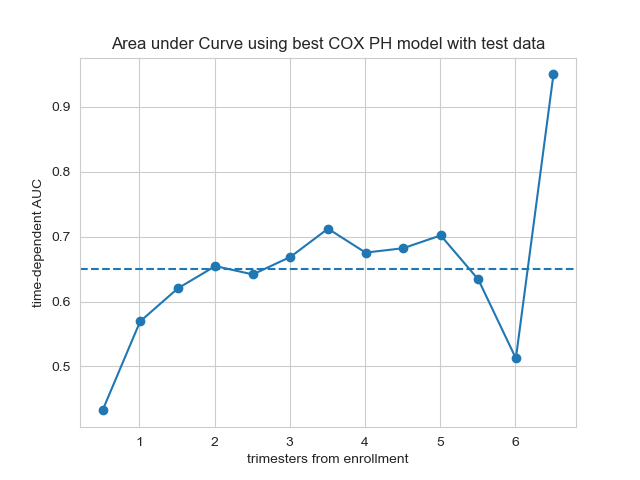 Area under Curve using best COX PH model with test data
time-dependent AUC
0.9
0.8
0.7
0.6
0.5
1 2 3 4 5 6
trimesters from enrollment